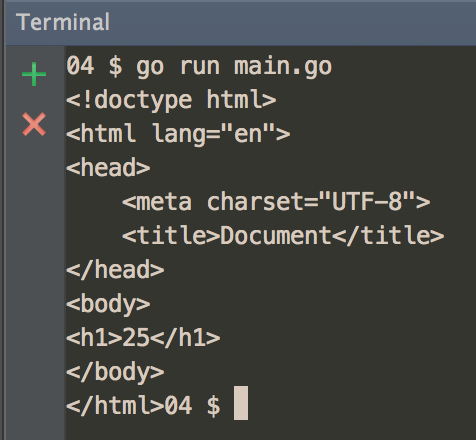 Terminal
04 $ go run main.go
<!doctype html>
<html lang="en">
<head>
    <meta charset="UTF-8">
    <title>Document</title>
</head>
<body>
<h1>25</h1>
</body>
</html>04 $